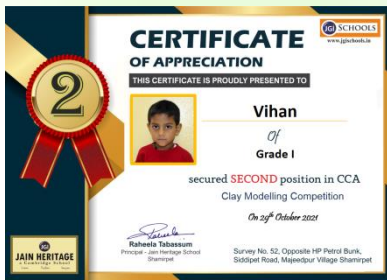 JGI SCHOOLS
www.jgischools.in
CERTIFICATE
OF APPRECIATION
THIS CERTIFICATE IS PROUDLY PRESENTED TO
2
Vihan
Of
Grade I
secured SECOND position in CCA
Clay Modelling Competition
On 29th October 2021
Raheela Tabassum
Principal - Jain Heritage School
Shamirpet
Survey No. 52, Opposite HP Petrol Bunk,
Siddipet Road, Majeedpur Village Shamirpet
JGI
JAIN HERITAGE
a Cambridge School